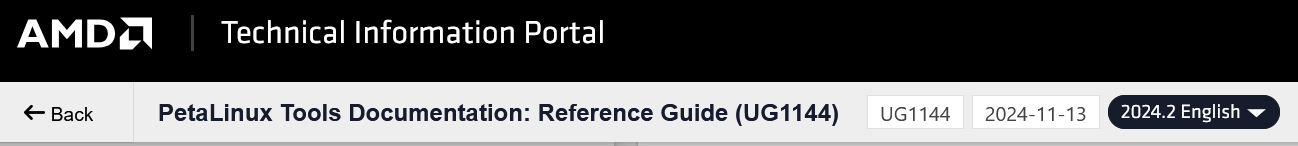 AMD Technical Information Portal
Back PetaLinux Tools Documentation: Reference Guide (UG1144) UG1144 2024-11-13 2024.2 English